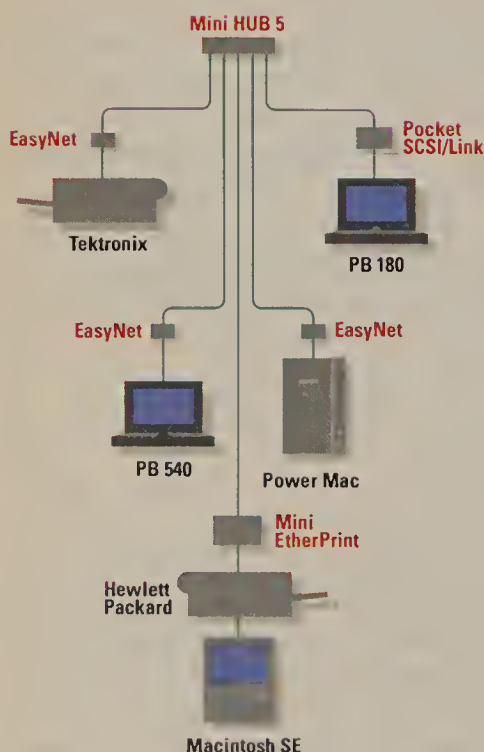 Mini HUB 5
EasyNet
Pocket
SCSI/Link
Tektronix
PB 180
EasyNet
EasyNet
PB 540
Power Mac
Mini
EtherPrint
Hewlett
Packard
Macintosh SE